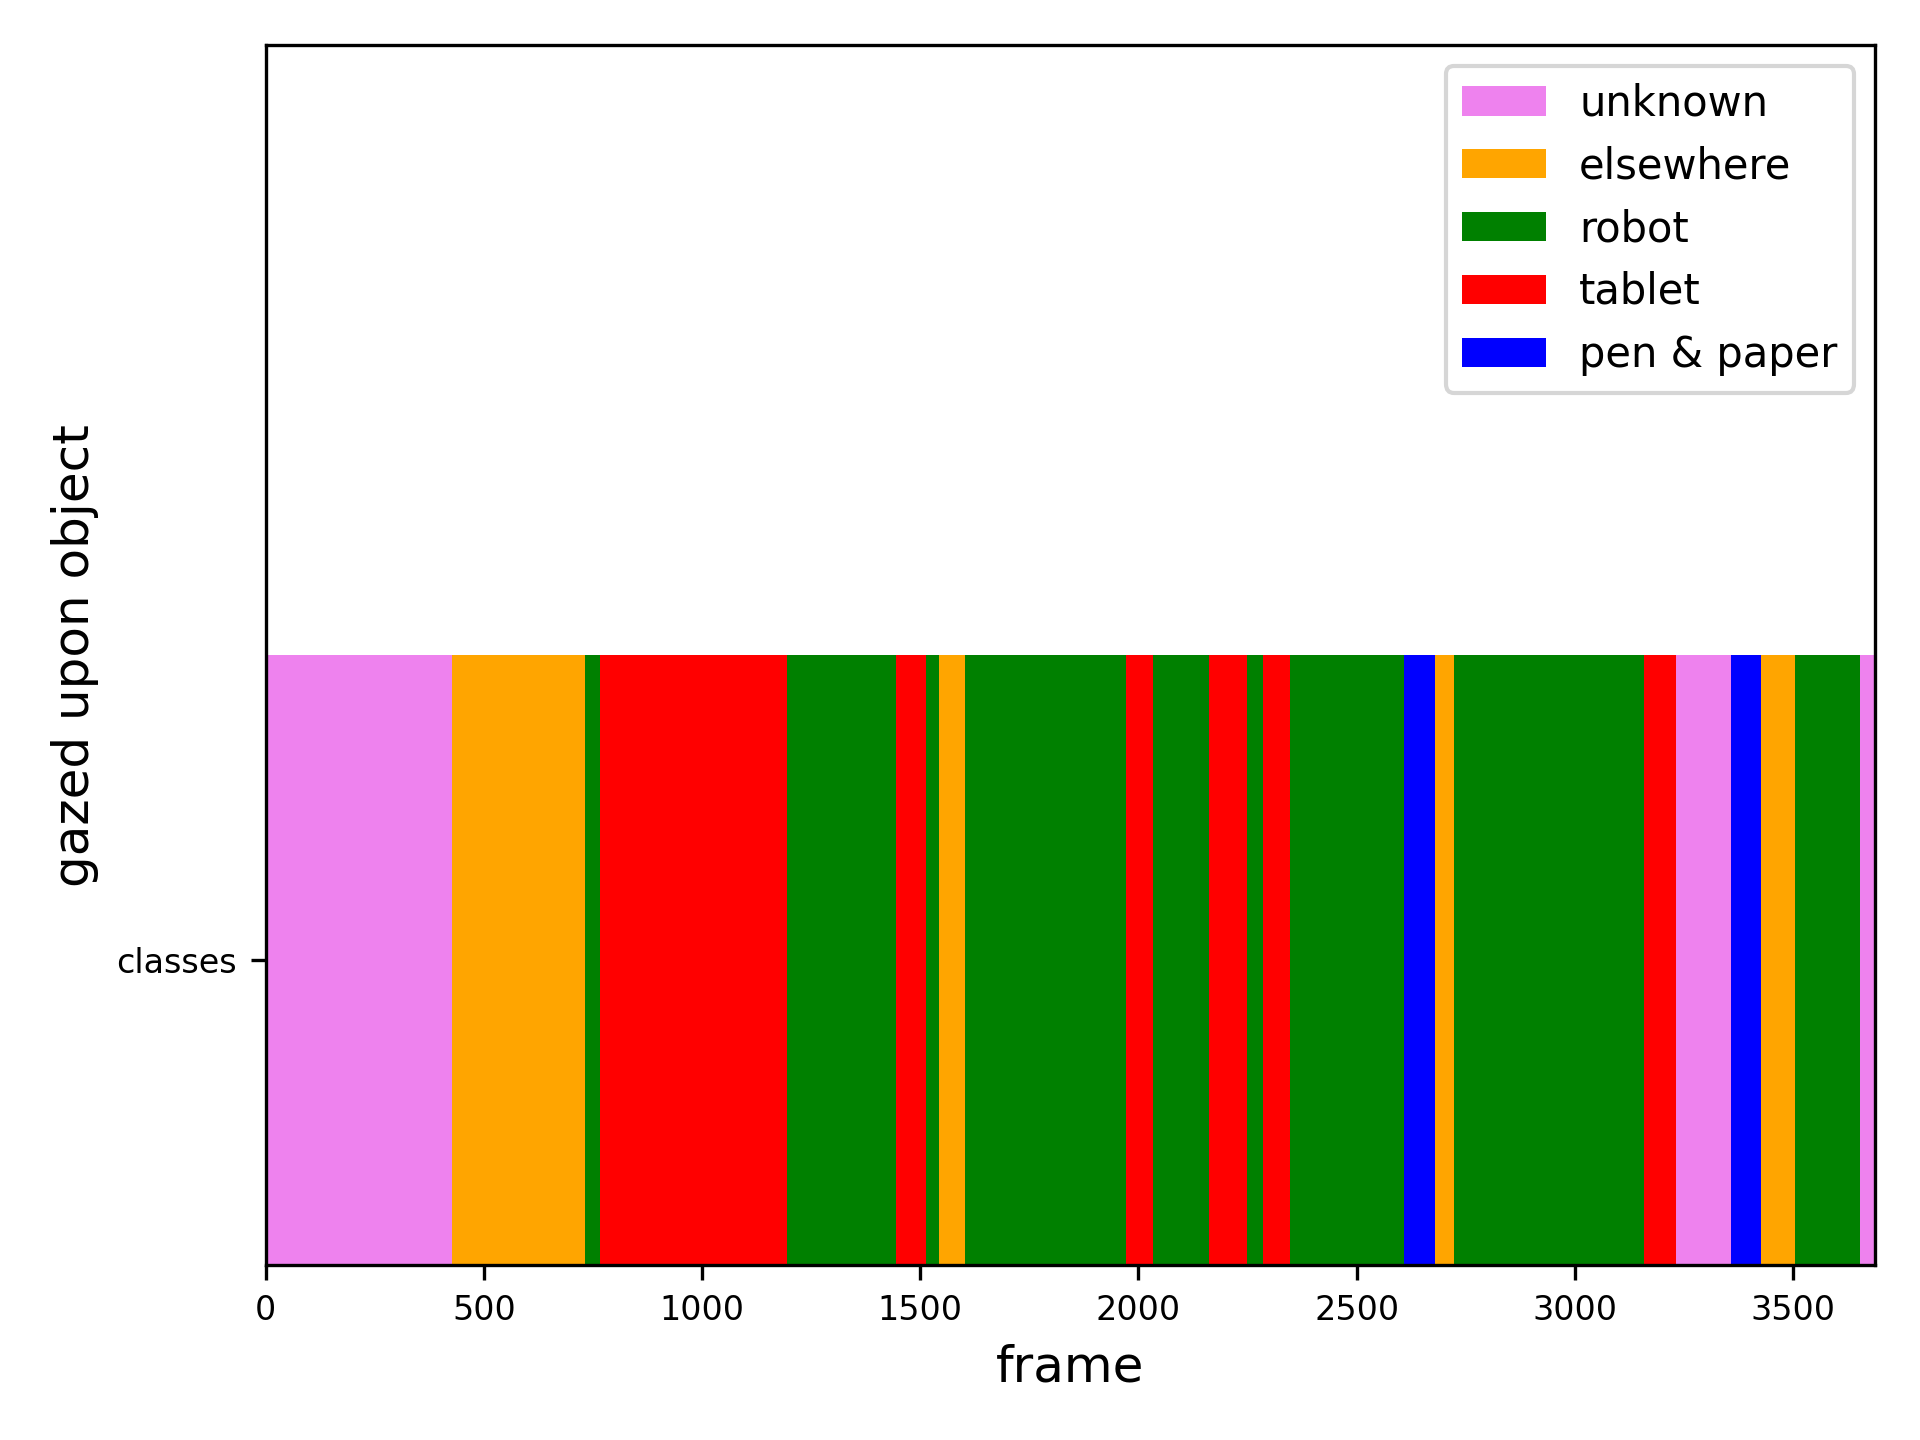 unknown
elsewhere
robot
tablet
pen & paper
gazed upon object
classes
0 500 1000 1500 2000 2500 3000 3500
frame